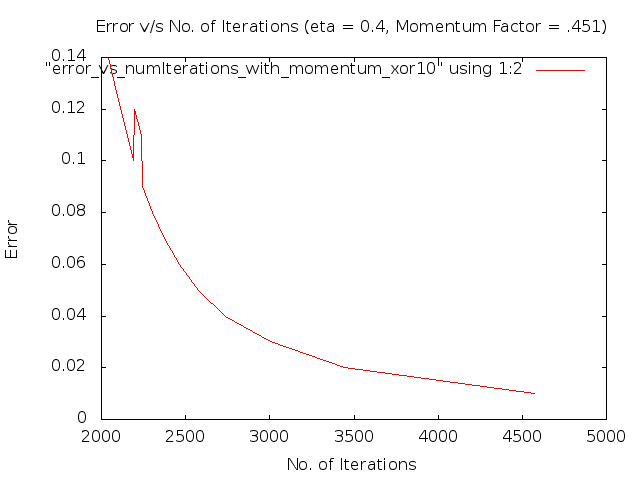 Error v/s No. of Iterations (eta = 0.4, Momentum Factor = .451)
"error_vs_numIterations_with_momentum_xor10" using 1:2
0.14
0.12
0.1
0.08
0.06
0.04
0.02
0
Error
2000 2500 3000 3500 4000 4500 5000
No. of Iterations